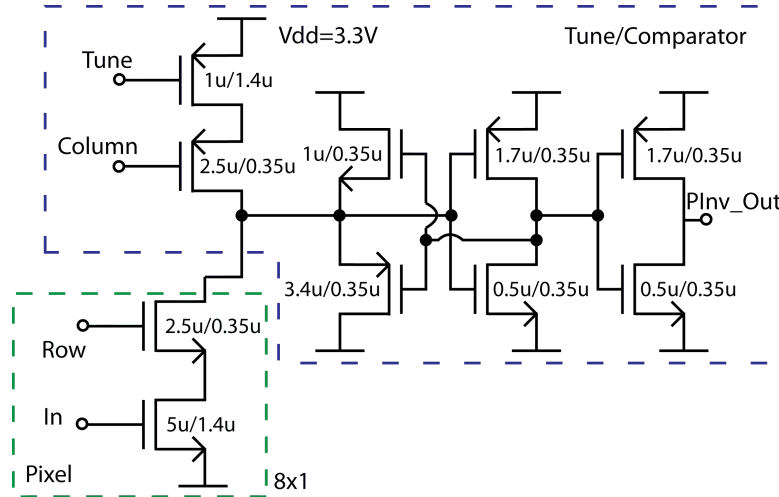 Vdd=3.3V
Tune/Comparator
Tune
1u/1.4u
Column
2.5u/0.35u
1u/0.35u
1.7u/0.35u
1.7u/0.35u
PInv_Out
3.4u/0.35u
0.5u/0.35u
0.5u/0.35u
Row
2.5u/0.35u
In
5u/1.4u
Pixel
8x1